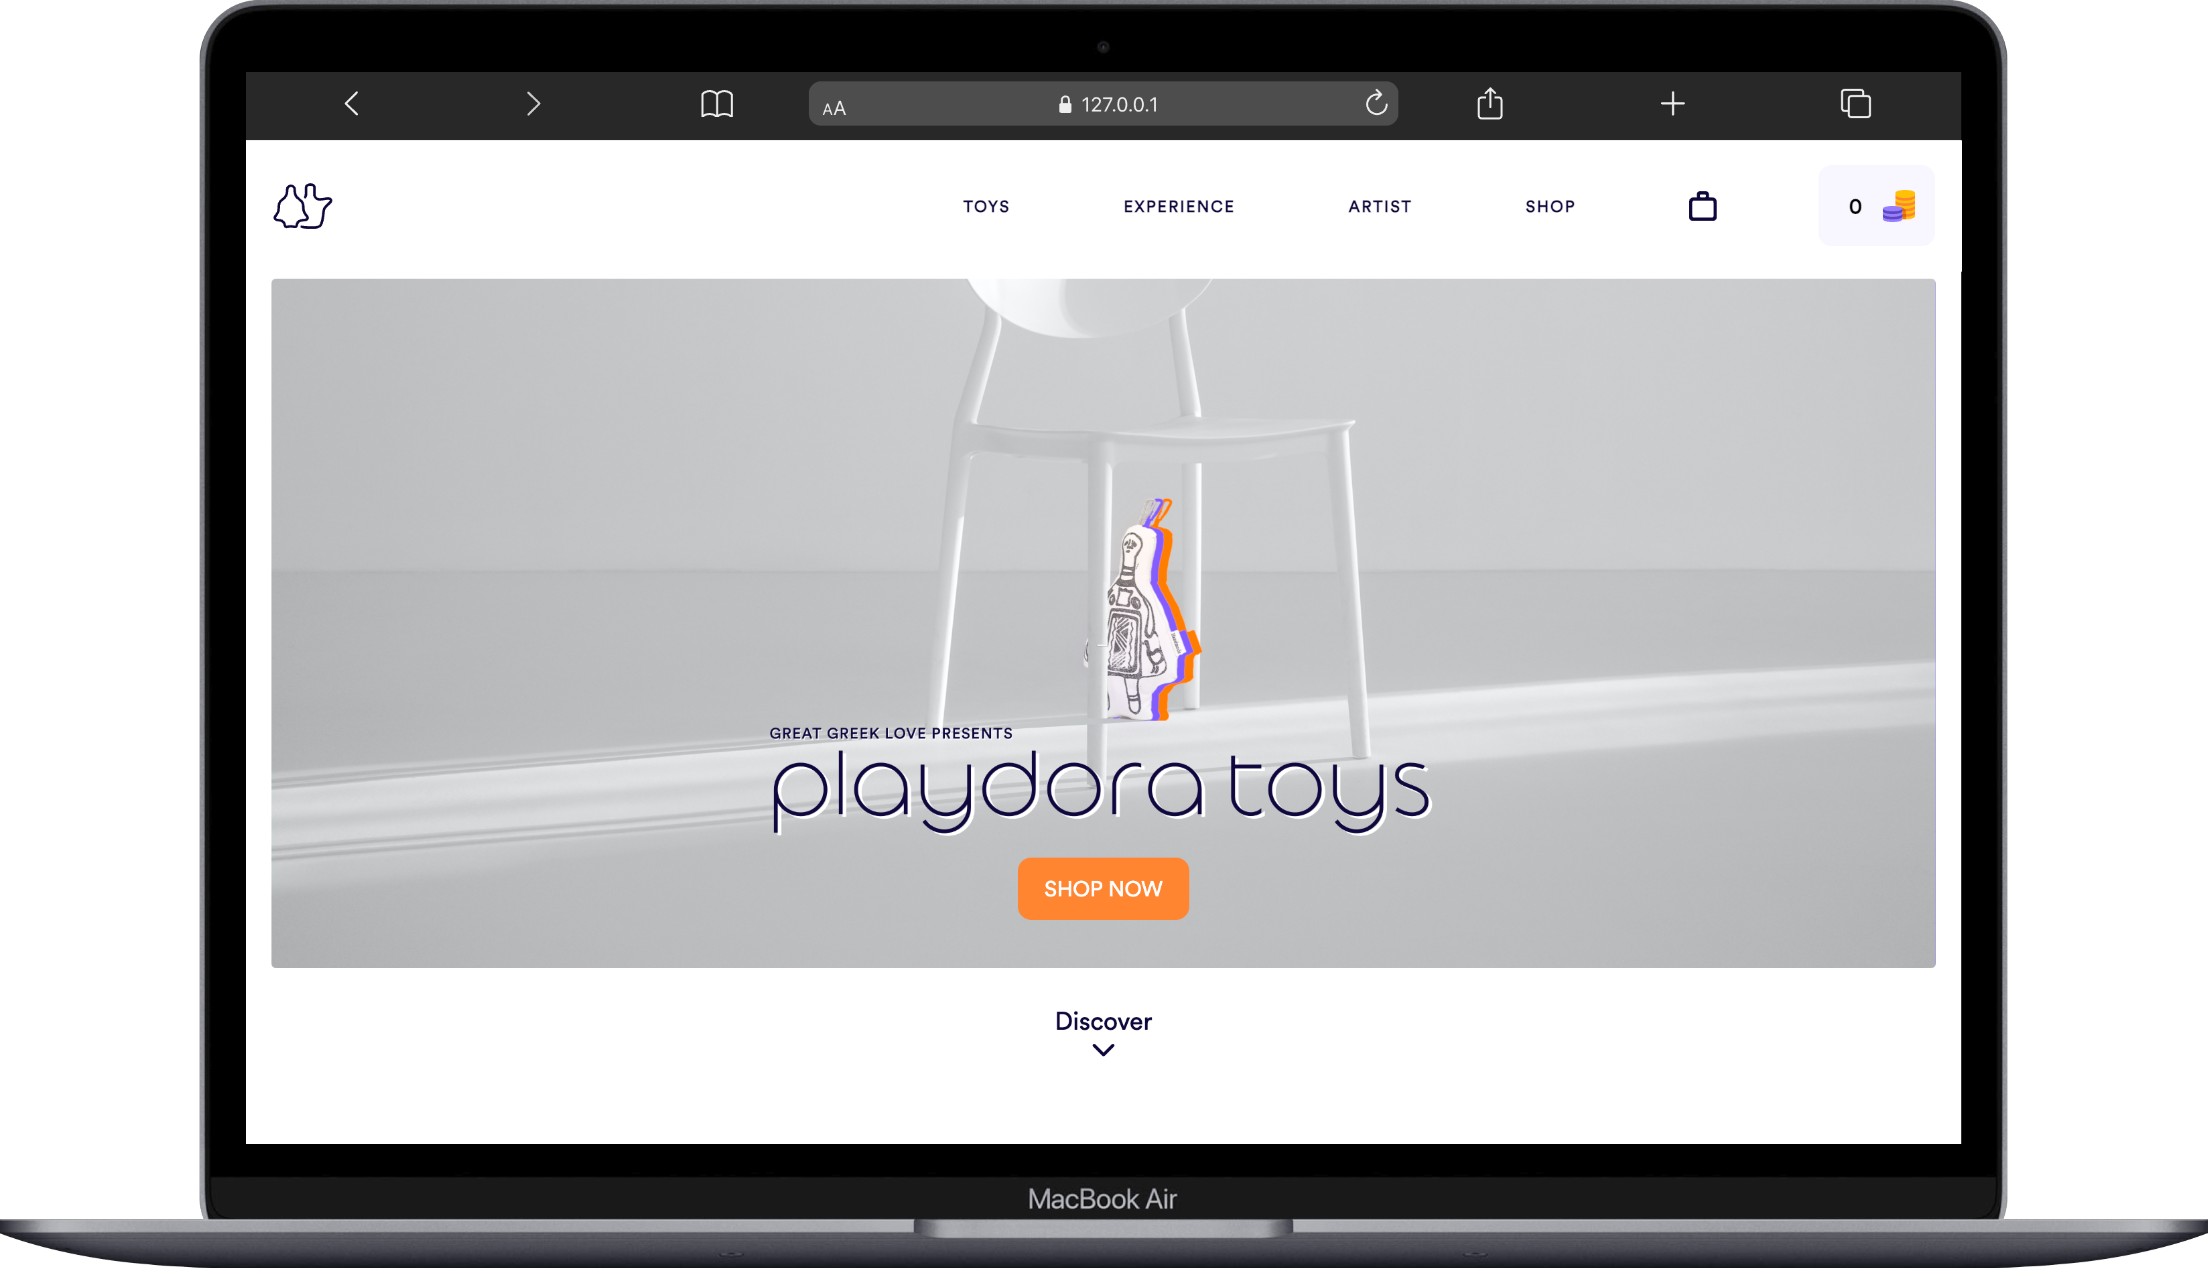 AA
127.0.0.1
TOYS
EXPERIENCE
ARTIST
SHOP
0
GREAT GREEK LOVE PRESENTS
playdora toys
SHOP NOW
Discover
MacBook Air